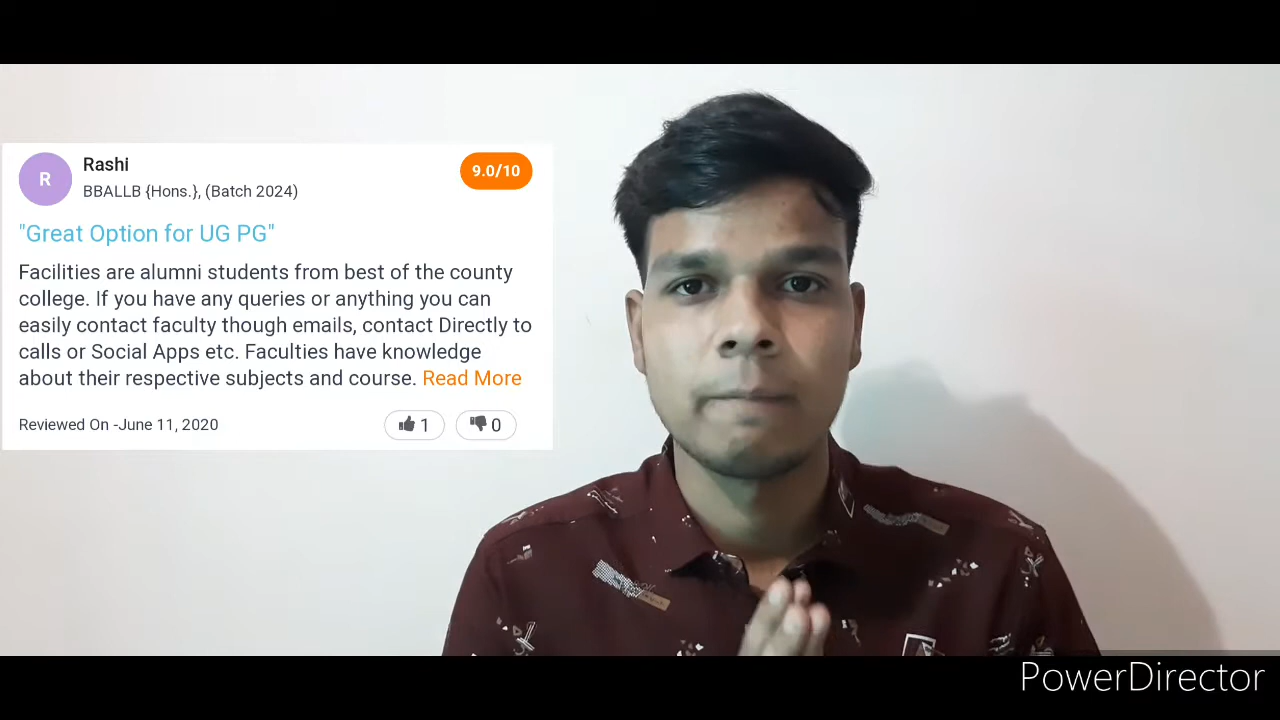 R
Rashi
9.0/10
BBALLB {Hons.}, (Batch 2024)
"Great Option for UG PG"
Facilities are alumni students from best of the county
college. If you have any queries or anything you can
easily contact faculty though emails, contact Directly to
calls or Social Apps etc. Faculties have knowledge
about their respective subjects and course. Read More
Reviewed On -June 11, 2020
1
0
PowerDirector